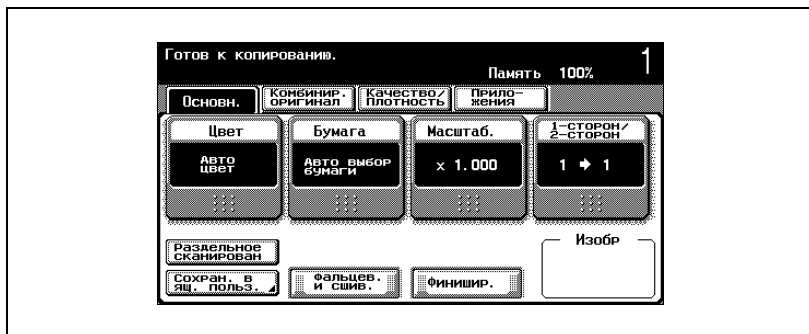 Готов к копированию.
1
Память 100%
Основн.
Комбинир.
оригинал
Качество/
Плотность
Прило-
жения
Цвет
Бумага
Масштаб.
1-сторон/
2-сторон
Авто
цвет
Авто выбор
бумаги
x 1.000
1 ➔ 1
Раздельное
сканирован
Изобр
Сохран. в
ящ. польз.
Фальцев.
и сшив.
Финишир.